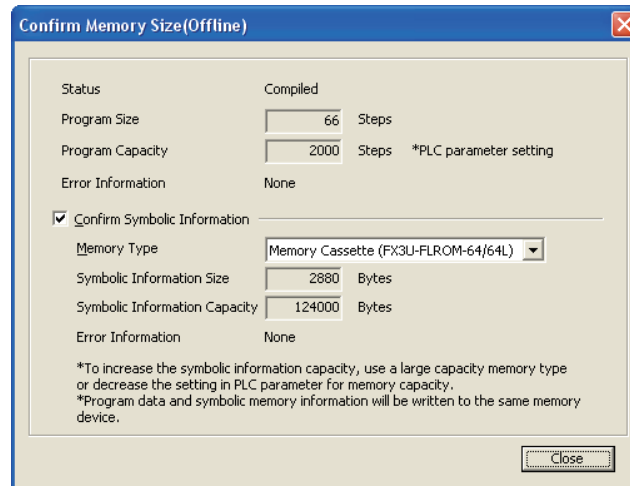 Confirm Memory Size(Offline)
Status Compiled
Program Size 66 Steps
Program Capacity 2000 Steps *PLC parameter setting
Error Information None
Confirm Symbolic Information
Memory Type Memory Cassette (FX3U-FLROM-64/64L)
Symbolic Information Size 2880 Bytes
Symbolic Information Capacity 124000 Bytes
Error Information None
*To increase the symbolic information capacity, use a large capacity memory type
or decrease the setting in PLC parameter for memory capacity.
*Program data and symbolic memory information will be written to the same memory
device.
Close